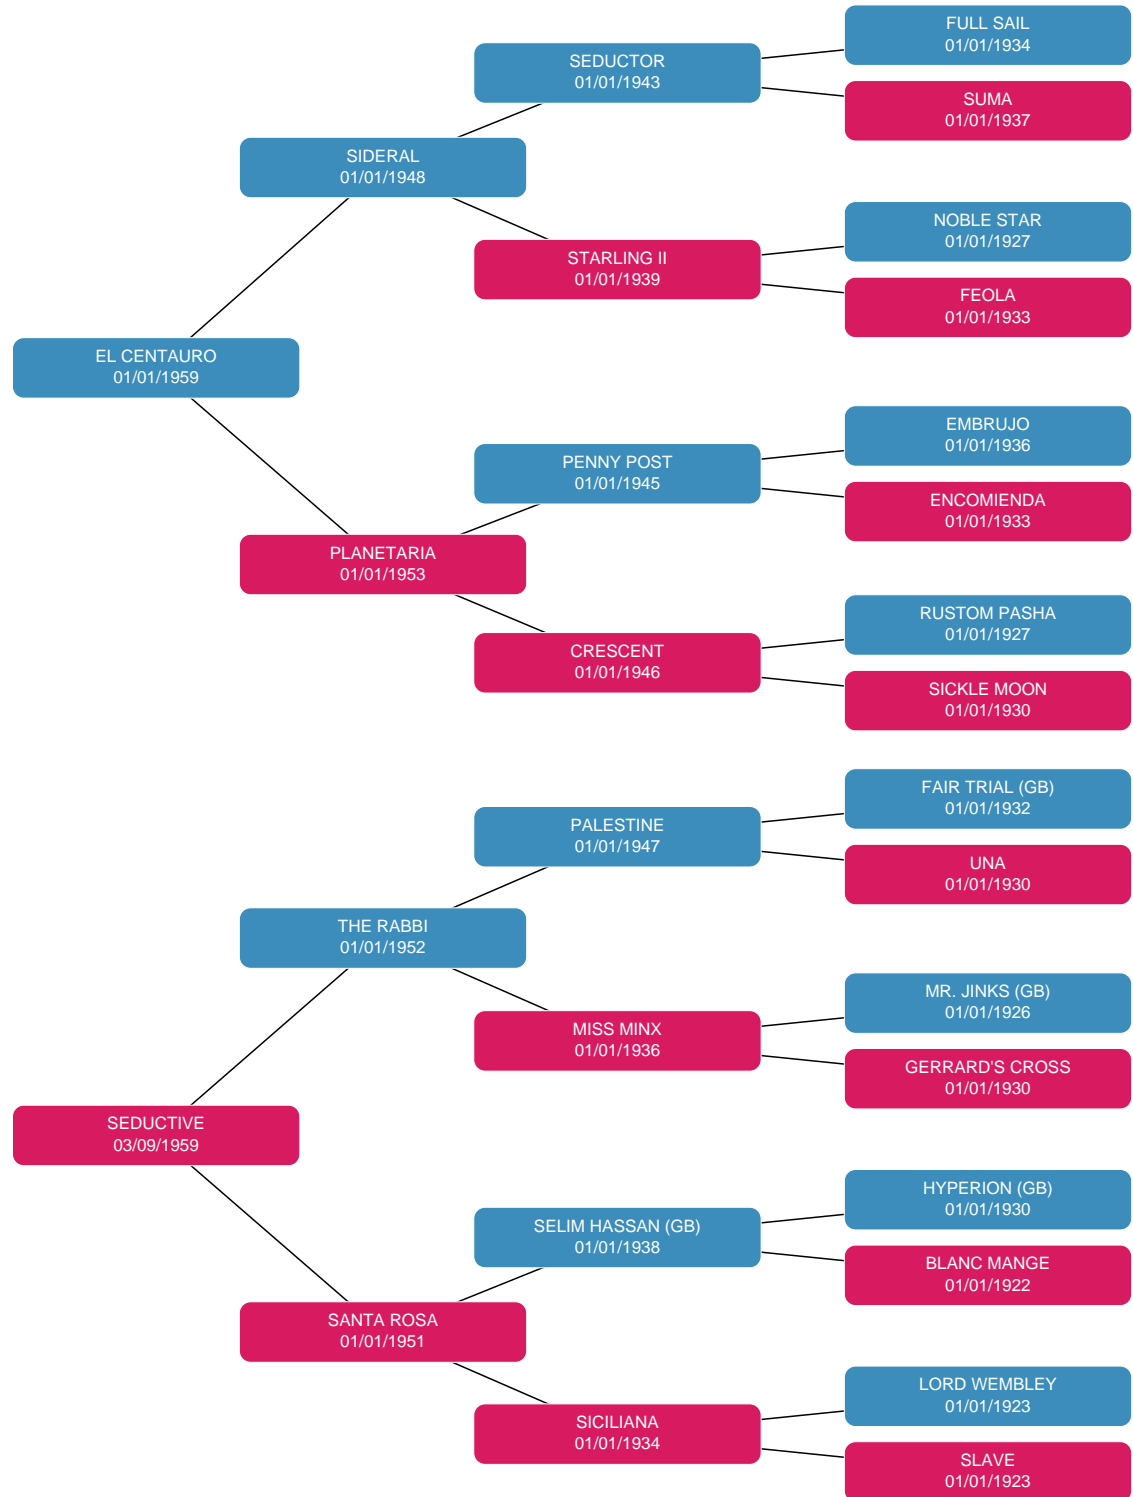 FULL SAIL
01/01/1934
SEDUCTOR
01/01/1943
SUMA
01/01/1937
SIDERAL
01/01/1948
NOBLE STAR
01/01/1927
STARLING II
01/01/1939
FEOLA
01/01/1933
EL CENTAURO
01/01/1959
EMBRUJO
01/01/1936
PENNY POST
01/01/1945
ENCOMIENDA
01/01/1933
PLANETARIA
01/01/1953
RUSTOM PASHA
01/01/1927
CRESCENT
01/01/1946
SICKLE MOON
01/01/1930
FAIR TRIAL (GB)
01/01/1932
PALESTINE
01/01/1947
UNA
01/01/1930
THE RABBI
01/01/1952
MR. JINKS (GB)
01/01/1926
MISS MINX
01/01/1936
GERRARD'S CROSS
01/01/1930
SEDUCTIVE
03/09/1959
HYPERION (GB)
01/01/1930
SELIM HASSAN (GB)
01/01/1938
BLANC MANGE
01/01/1922
SANTA ROSA
01/01/1951
LORD WEMBLEY
01/01/1923
SICILIANA
01/01/1934
SLAVE
01/01/1923